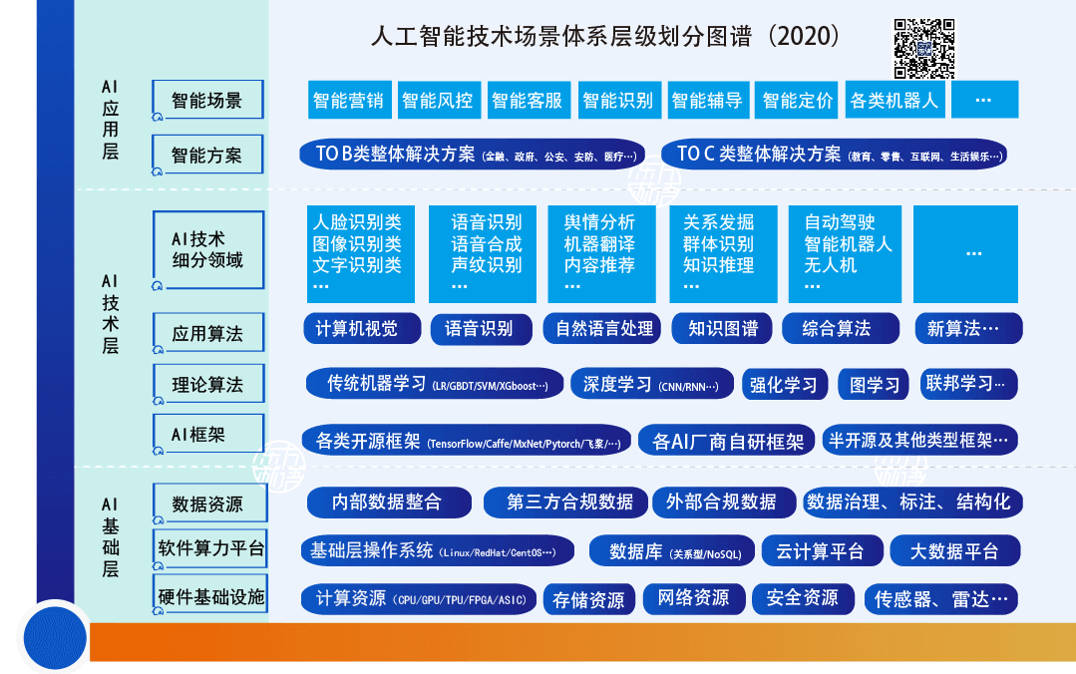 人工智能技术场景体系层级划分图谱（2020）
AI应用层
智能场景
智能营销
智能风控
智能客服
智能识别
智能辅导
智能定价
各类机器人
…
智能方案
TO B类整体解决方案（金融、政府、公安、安防、医疗…）
TO C 类整体解决方案（教育、零售、互联网、生活娱乐…）
AI技术层
AI技术
细分领域
人脸识别类
图像识别类
文字识别类
…
语音识别
语音合成
声纹识别
…
舆情分析
机器翻译
内容推荐
…
关系发掘
群体识别
知识推理
…
自动驾驶
智能机器人
无人机
…
…
应用算法
计算机视觉
语音识别
自然语言处理
知识图谱
综合算法
新算法…
理论算法
传统机器学习（LR/GBDT/SVM/XGboost…）
深度学习（CNN/RNN…）
强化学习
图学习
联邦学习…
AI框架
各类开源框架（TensorFlow/Caffe/MxNet/Pytorch/飞桨/…）
各AI厂商自研框架
半开源及其他类型框架…
AI基础层
数据资源
内部数据整合
第三方合规数据
外部合规数据
数据治理、标注、结构化
软件算力平台
基础层操作系统（Linux/RedHat/CentOS…）
数据库（关系型/NoSQL)
云计算平台
大数据平台
硬件基础设施
计算资源（CPU/GPU/TPU/FPGA/ASIC）
存储资源
网络资源
安全资源
传感器、雷达…